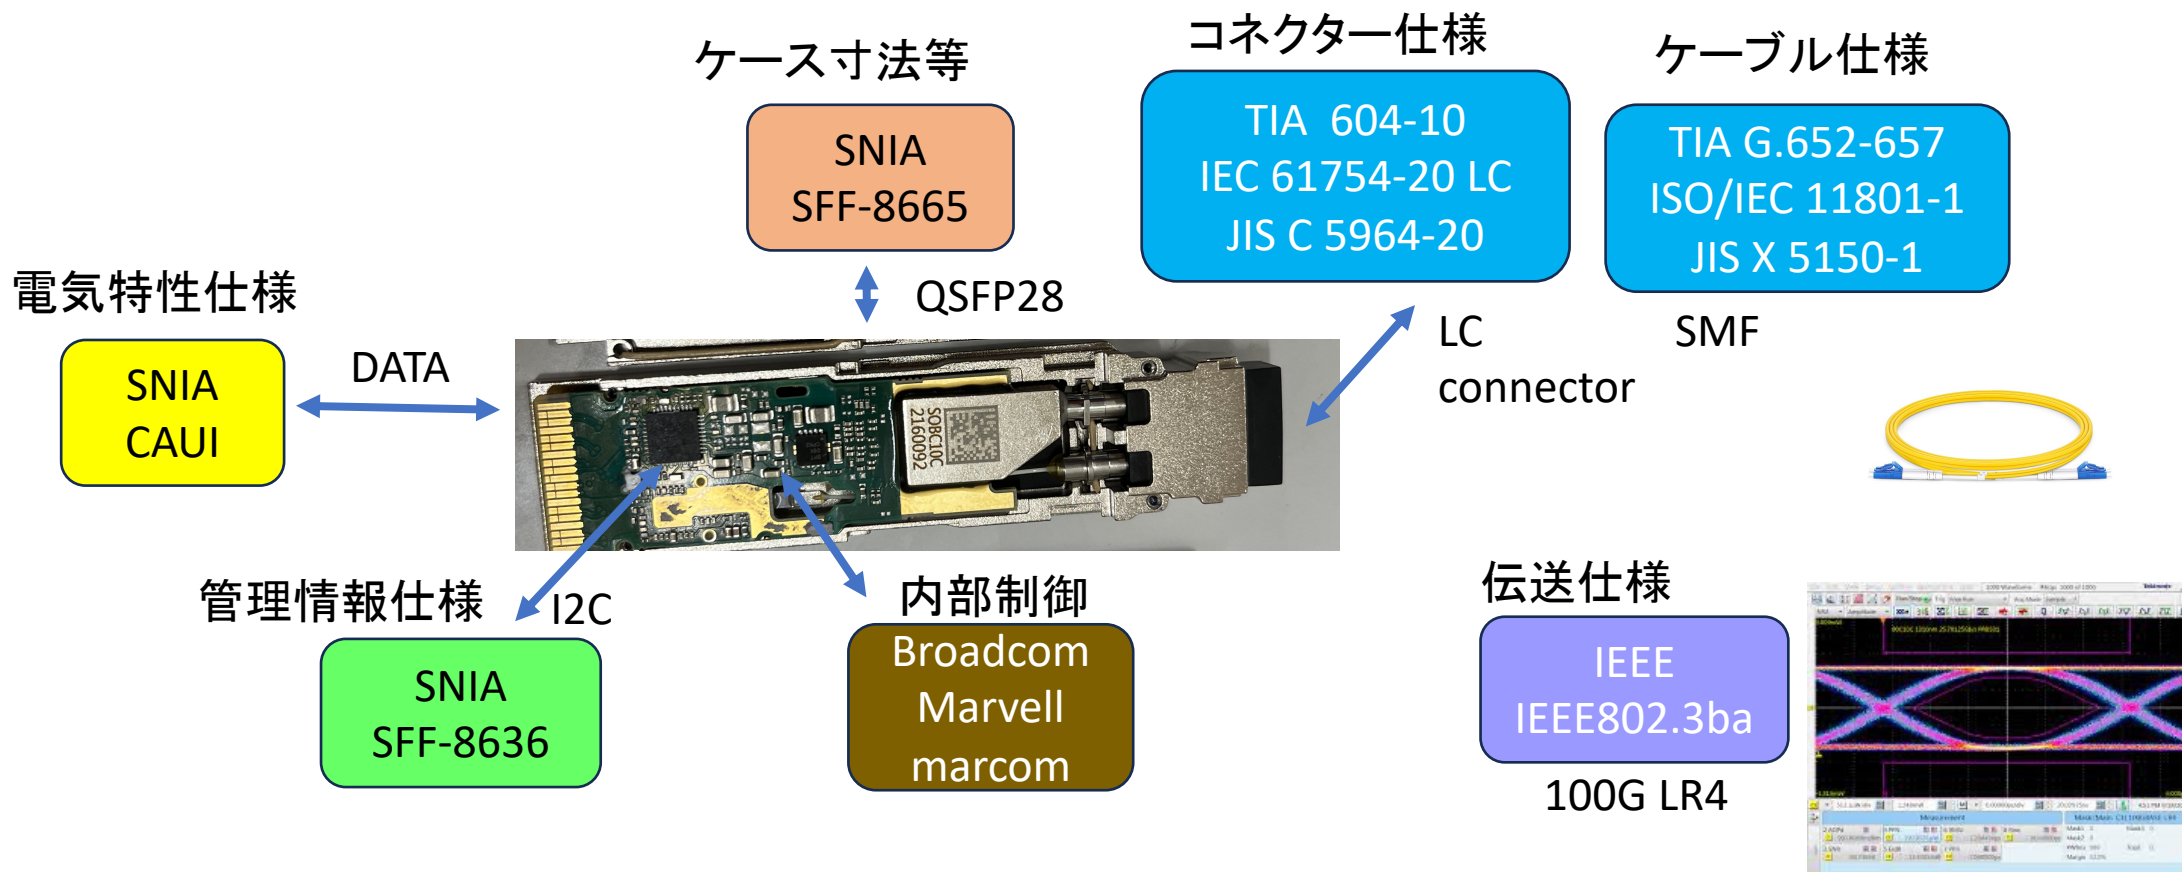 ケース寸法等
SNIA
SFF-8665
QSFP28
コネクター仕様
TIA  604-10
IEC 61754-20 LC
JIS C 5964-20
LC
connector
ケーブル仕様
TIA G.652-657
ISO/IEC 11801-1
JIS X 5150-1
SMF
電気特性仕様
SNIA
CAUI
DATA
SOBC10C
2160092
管理情報仕様
I2C
SNIA
SFF-8636
内部制御
Broadcom
Marvell
marcom
伝送仕様
IEEE
IEEE802.3ba
100G LR4
Tektronix
Measurement